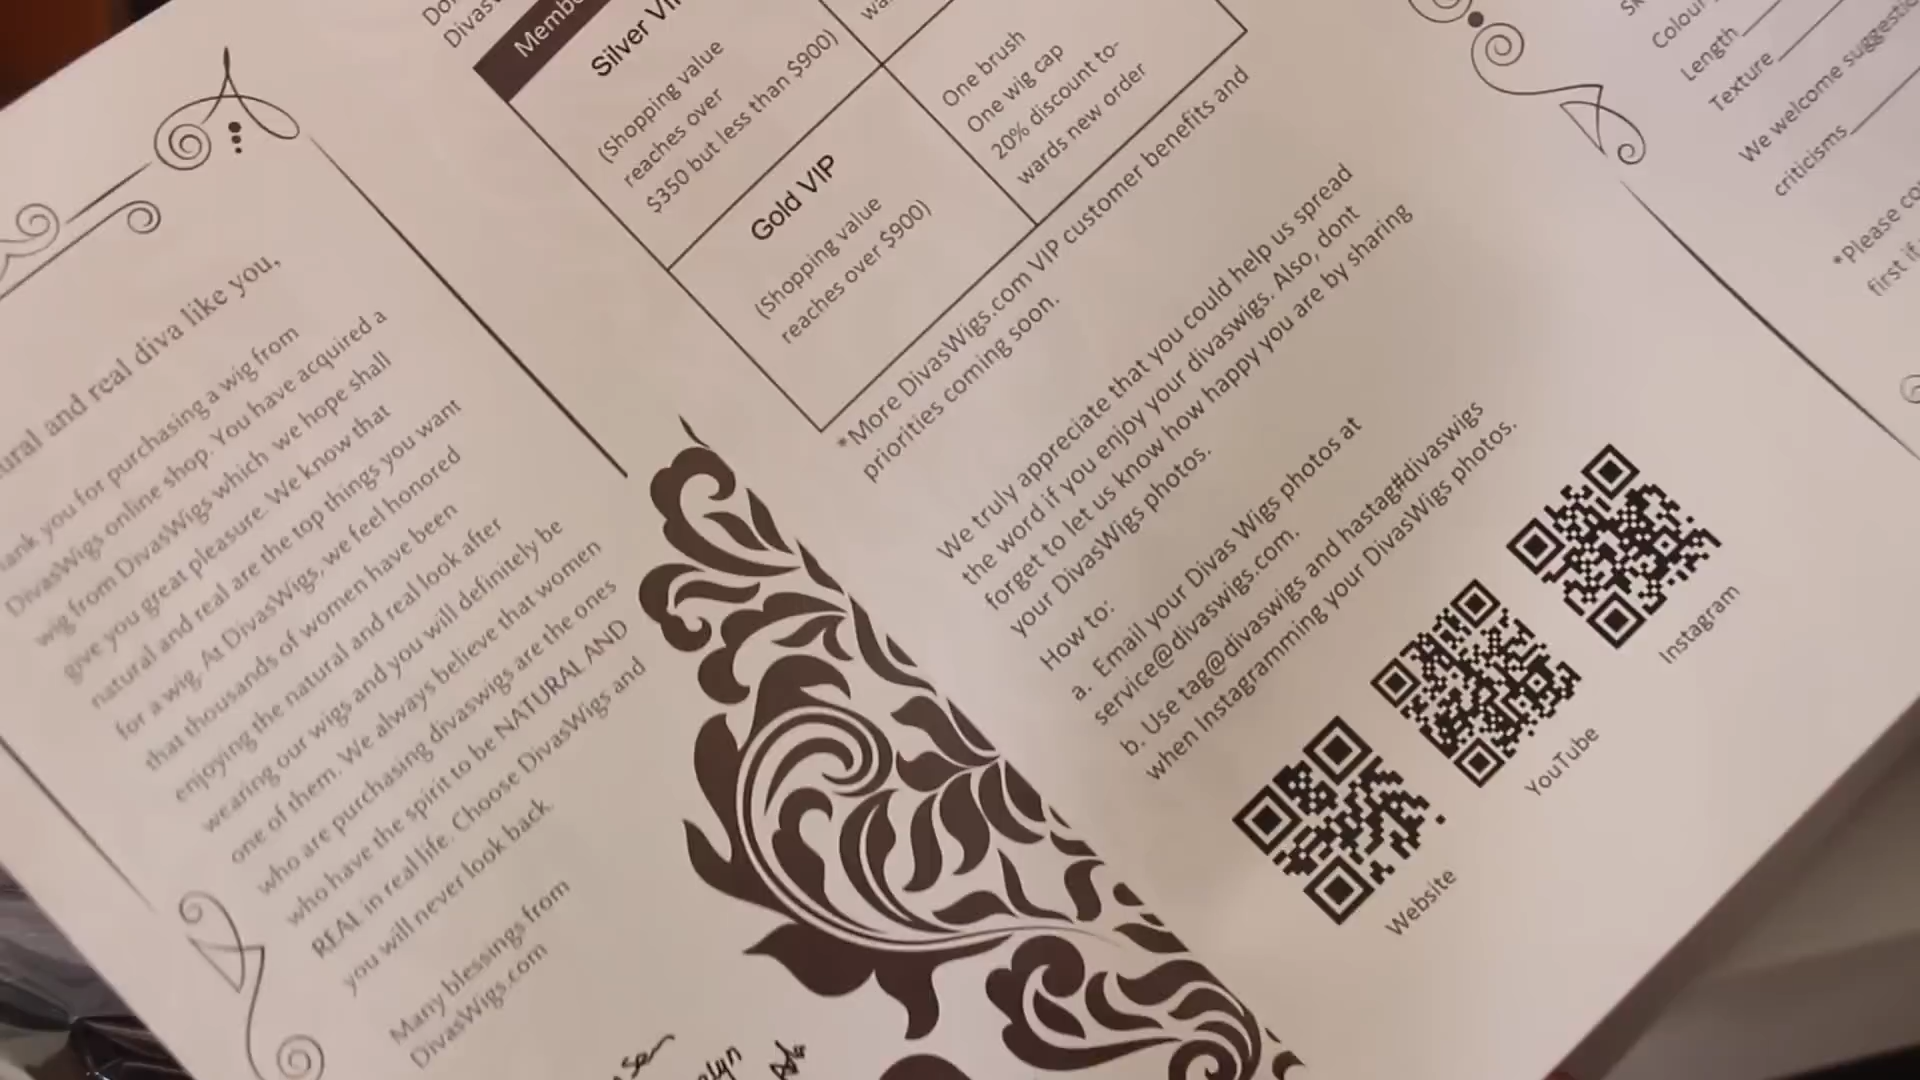 and real diva like you,
you for purchasing a wig from
DivasWigs online shop. You have acquired a
wig from DivasWigs which we hope shall
give you great pleasure. We know that
natural and real are the top things you want
for a wig. At DivasWigs, we feel honored
that thousands of women have been
enjoying the natural and real look after
wearing our wigs and you will definitely be
one of them. We always believe that women
who are purchasing divaswigs are the ones
who have the spirit to be NATURAL AND
REAL in real life. Choose DivasWigs and
you will never look back.
Many blessings from
DivasWigs.com
Silver VIP
(Shopping value
reaches over
$350 but less than $900)
Gold VIP
(Shopping value
reaches over $900)
One brush
One wig cap
20% discount to-
wards new order
*More DivasWigs.com VIP customer benefits and
priorities coming soon.
We truly appreciate that you could help us spread
the word if you enjoy your divaswigs. Also, dont
forget to let us know how happy you are by sharing
your DivasWigs photos.
How to:
a. Email your Divas Wigs photos at
service@divaswigs.com.
b. Use tag@divaswigs and hastag#divaswigs
when Instagramming your DivasWigs photos.
Website
YouTube
Instagram
Colour
Length
Texture
We welcome
criticisms
*Please
first if